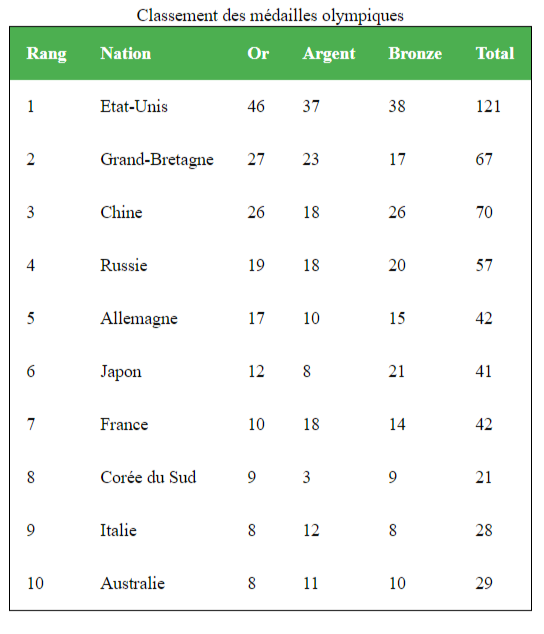 Classement des médailles olympiques
Rang Nation Or Argent Bronze Total
1 Etat-Unis 46 37 38 121
2 Grand-Bretagne 27 23 17 67
3 Chine 26 18 26 70
4 Russie 19 18 20 57
5 Allemagne 17 10 15 42
6 Japon 12 8 21 41
7 France 10 18 14 42
8 Corée du Sud 9 3 9 21
9 Italie 8 12 8 28
10 Australie 8 11 10 29